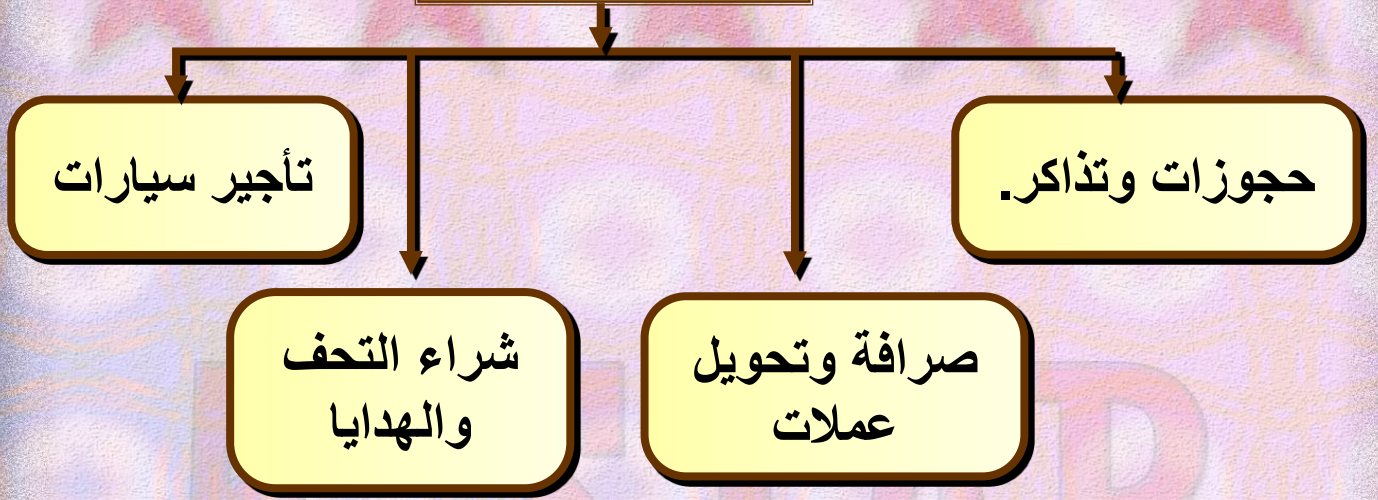 حجوزات وتذاكر.
تأجير سيارات
صرافة وتحويل
عملات
شراء التحف
والهدايا